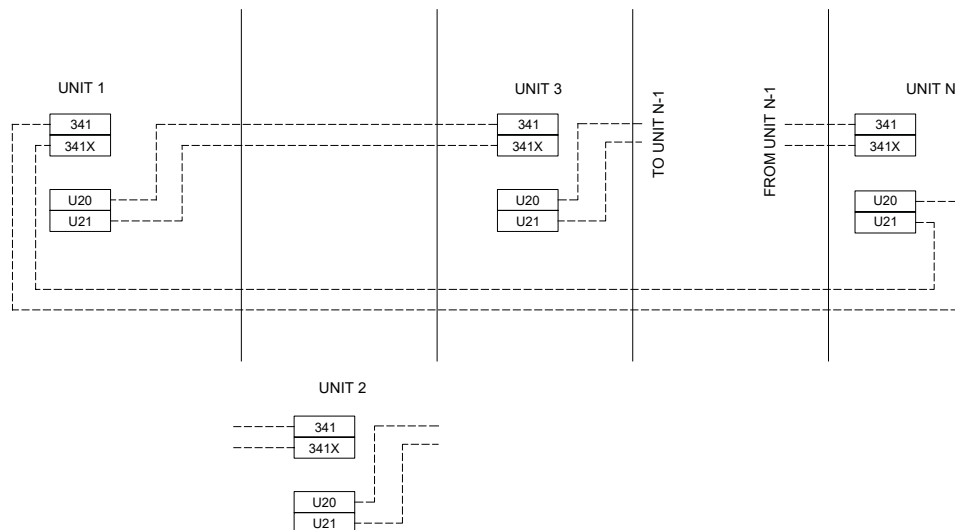 UNIT 1
341
341X
U20
U21
UNIT 3
341
341X
U20
U21
TO UNIT N-1
FROM UNIT N-1
UNIT N
341
341X
U20
U21
UNIT 2
341
341X
U20
U21